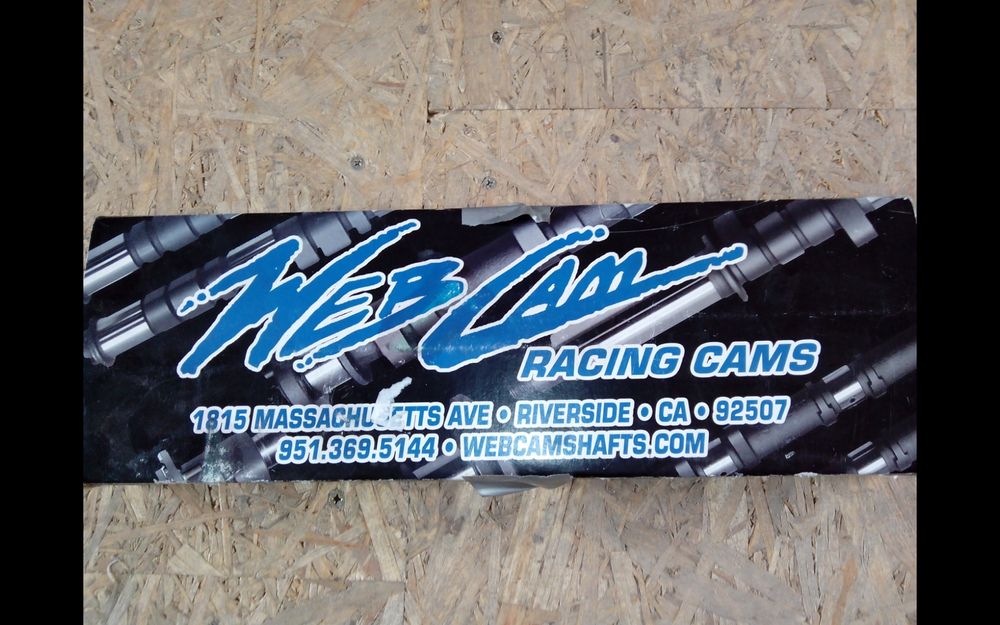 WEB CAM
RACING CAMS
1815 MASSACHUSETTS AVE • RIVERSIDE • CA • 92507
951.369.5144 • WEBCAMSHAFTS.COM